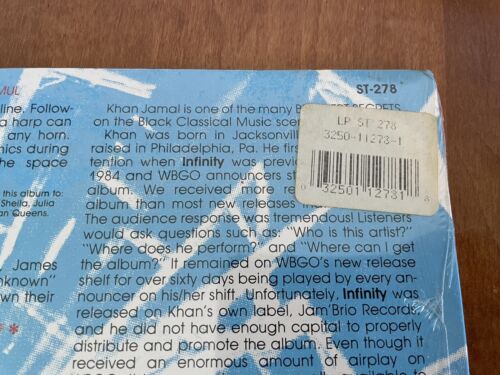 MUL
ST-278
line. Follow-
a harp can
any horn.
nics during
he space
this album to:
Sheila, Julia
an Queens.
James
nknown"
wn their
*
Khan Jamal is one of the many SECRETS
on the Black Classical Music scen
Khan was born in Jacksonvill
raised in Philadelphia, Pa. He firs
tention when Infinity was previo
1984 and WBGO announcers s
album. We received more re
album than most new releases
The audience response was tremendous! Listeners
would ask questions such as: "Who is this artist?"
"Where does he perform? and "Where can I get
the album?" It remained on WBGO's new release
shelf for over sixty days being played by every an-
nouncer on his/her shift. Unfortunately, Infinity was
released on Khan's own label, Jam'Brio Records
and he did not have enough capital to properly
distribute and promote the album. Even though it
received an enormous amount of airplay on
LP ST 278
3250-11273-1
0 32501 12731 8